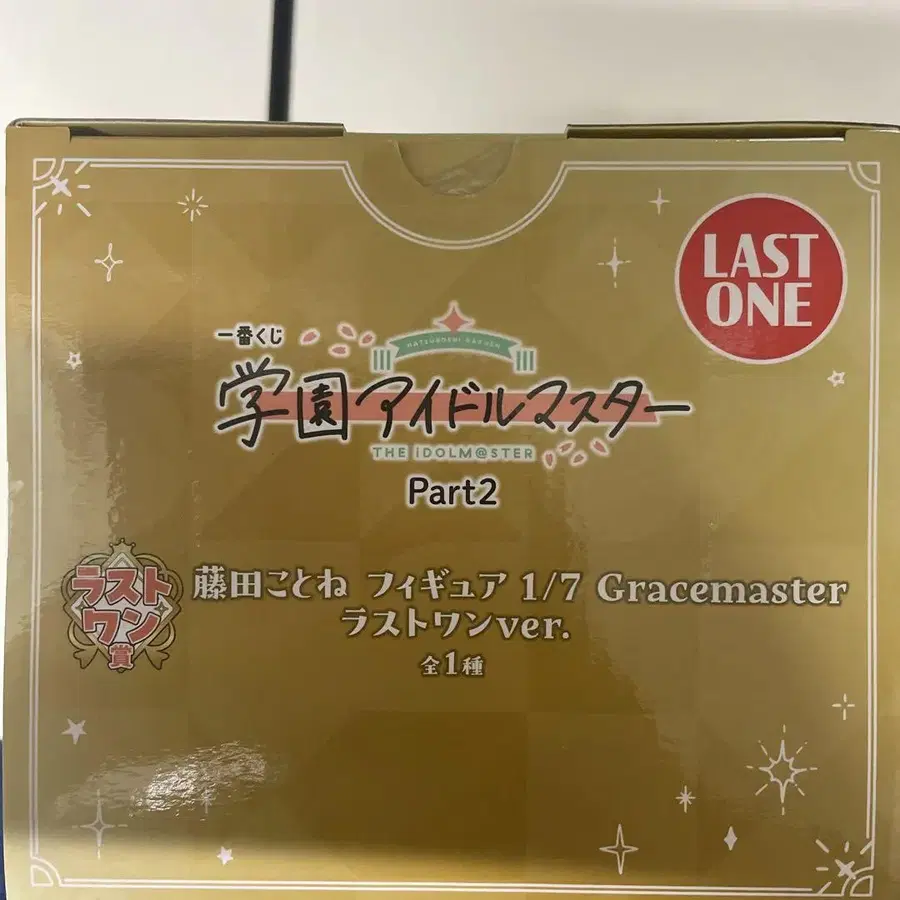 LAST
ONE
一番くじ
HATSUBOSHI GAKUEN
学園アイドルマスター
THE iDOLM@STER
Part2
ラスト
ワン
賞
藤田ことね フィギュア 1/7 Gracemaster
ラストワンver.
全1種